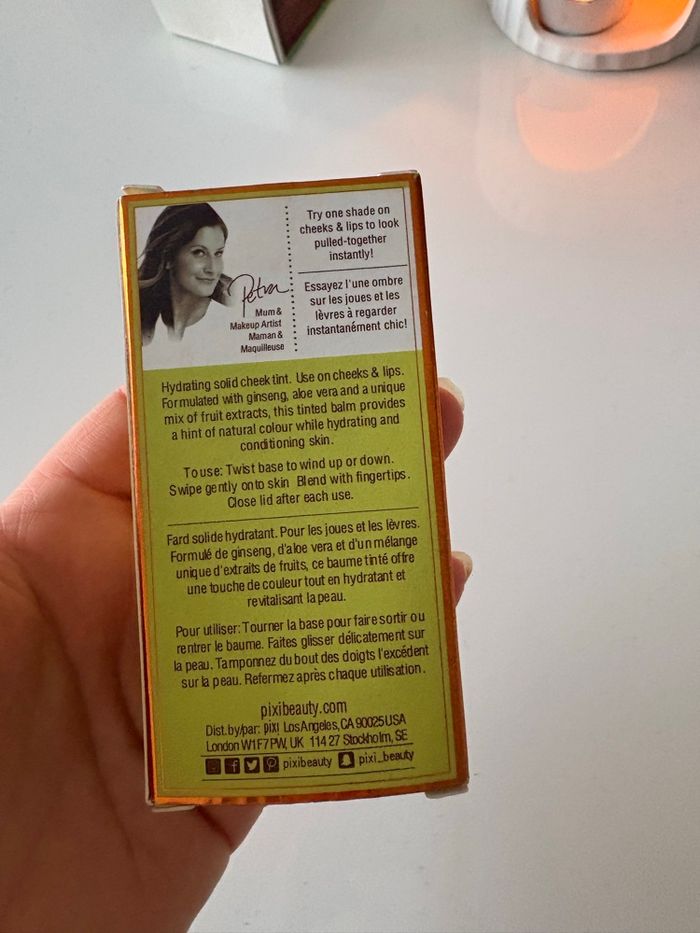 Petra
Mum &
Makeup Artist
Maman &
Maquilleuse
Try one shade on
cheeks & lips to look
pulled-together
instantly!
Essayez l'une ombre
sur les joues et les
lèvres à regarder
instantanément chic!
Hydrating solid cheek tint. Use on cheeks & lips.
Formulated with ginseng, aloe vera and a unique
mix of fruit extracts, this tinted balm provides
a hint of natural colour while hydrating and
conditioning skin.
To use: Twist base to wind up or down.
Swipe gently onto skin Blend with fingertips.
Close lid after each use.
Fard solide hydratant. Pour les joues et les lèvres.
Formulé de ginseng, d'aloe vera et d'un mélange
unique d'extraits de fruits, ce baume tinté offre
une touche de couleur tout en hydratant et
revitalisant la peau.
Pour utiliser: Tourner la base pour faire sortir ou
rentrer le baume. Faites glisser délicatement sur
la peau. Tamponnez du bout des doigts l'excédent
sur la peau. Refermez après chaque utilisation.
pixibeauty.com
Dist. by/par: pixi Los Angeles, CA 90025 USA
London W1F 7PW, UK 114 27 Stockholm, SE
pixibeauty pixi_beauty